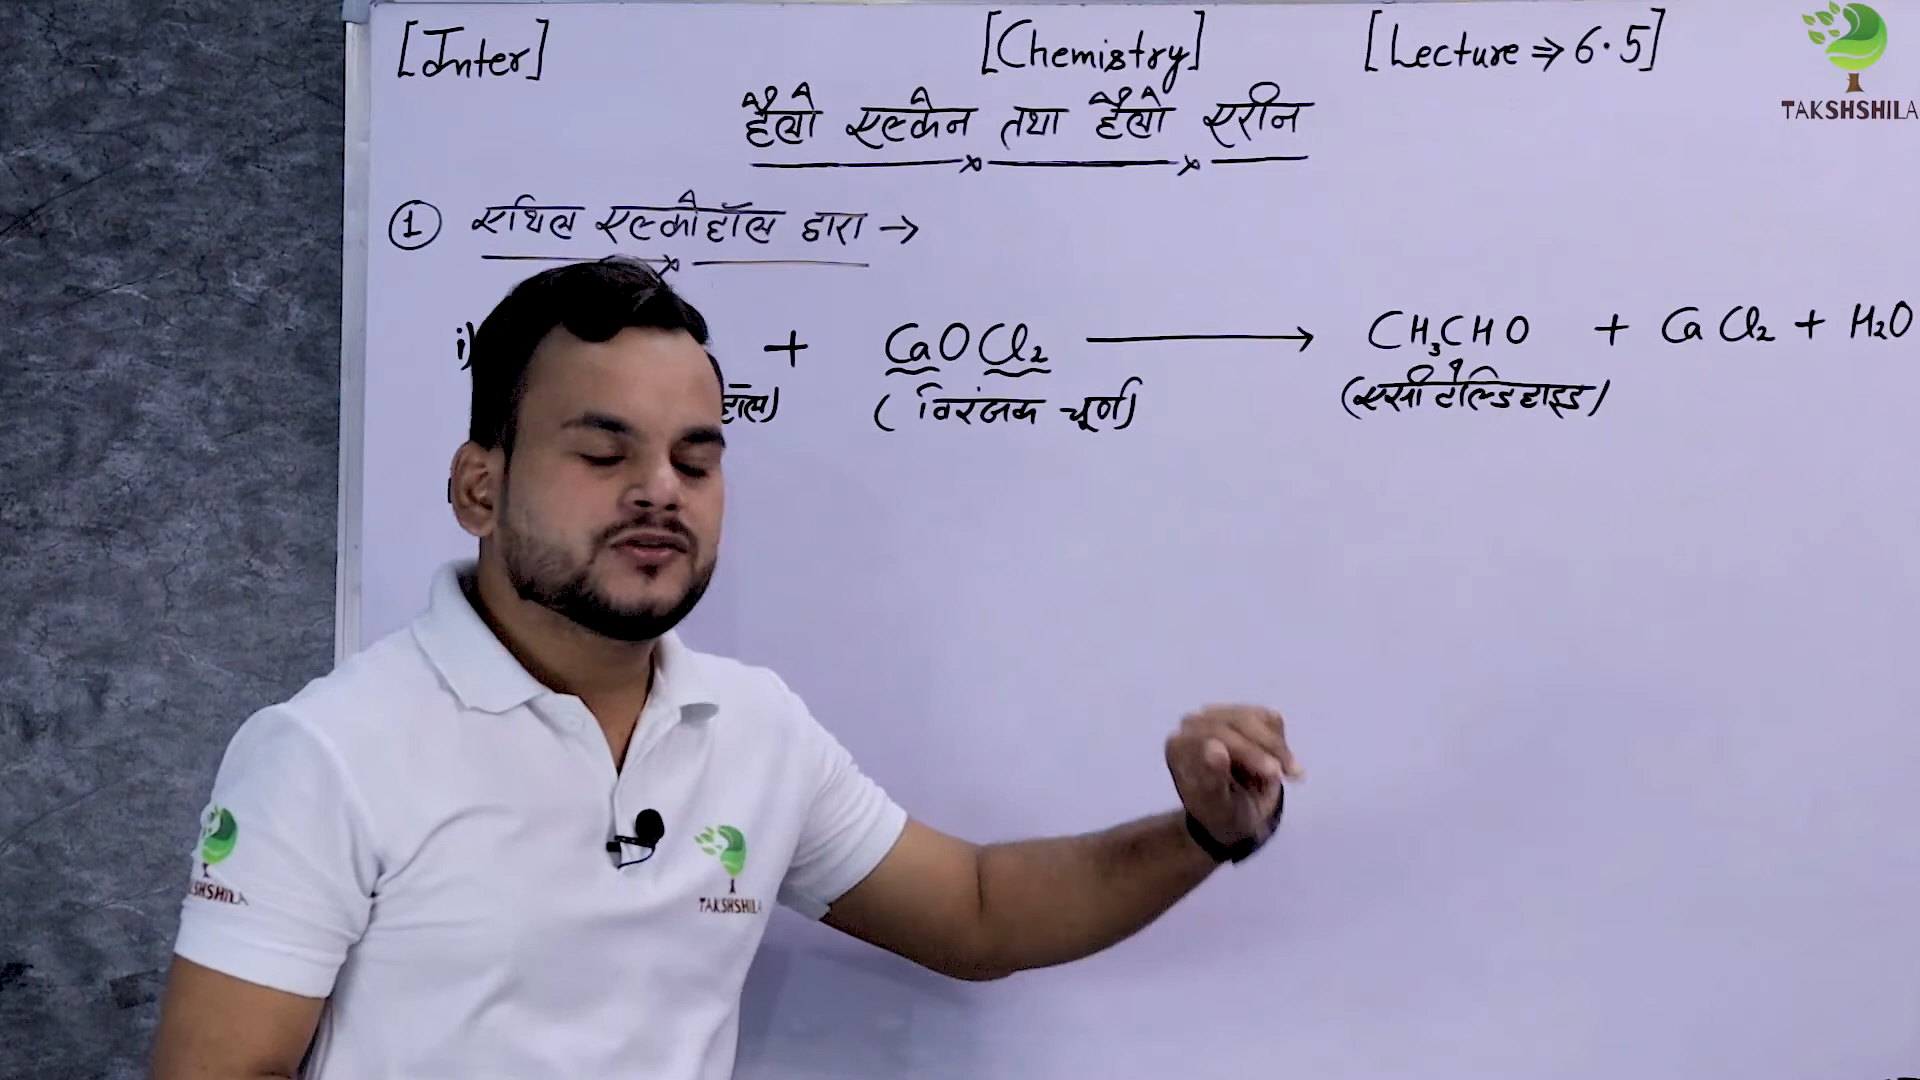 [Inter] [Chemistry] [Lecture ⇒ 6.5]
TAKSHSHILA
हैलो एल्केन तथा हैलो एरीन
① एथिल एल्कोहॉल द्वारा →
i) + CaOCl₂ ⟶ CH₃CHO + CaCl₂ + H₂O
(विरंजक चूर्ण) (एसीटेल्डिहाइड)
TAKSHSHILA